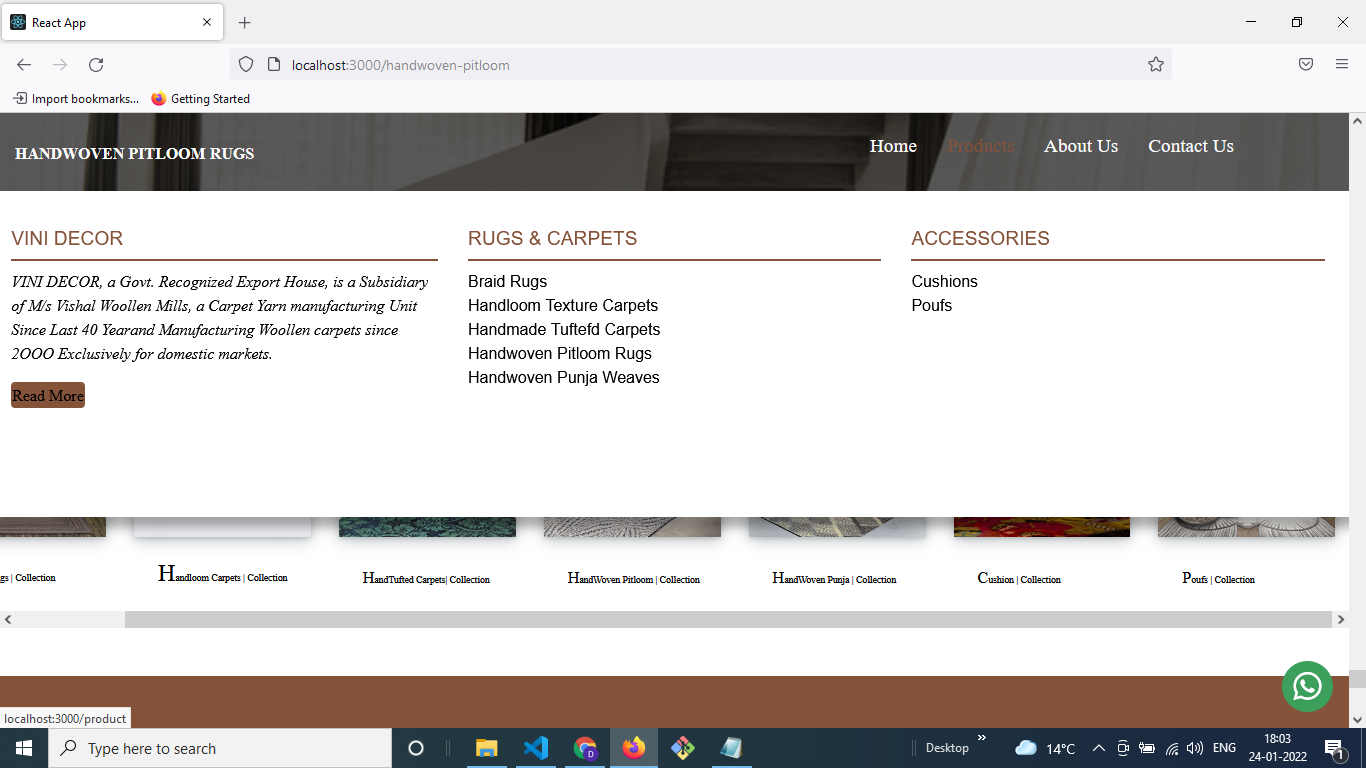 React App
localhost:3000/handwoven-pitloom
Import bookmarks... Getting Started
HANDWOVEN PITLOOM RUGS
Home Products About Us Contact Us
VINI DECOR
VINI DECOR, a Govt. Recognized Export House, is a Subsidiary
of M/s Vishal Woollen Mills, a Carpet Yarn manufacturing Unit
Since Last 40 Yearand Manufacturing Woollen carpets since
2OOO Exclusively for domestic markets.
Read More
RUGS & CARPETS
Braid Rugs
Handloom Texture Carpets
Handmade Tuftefd Carpets
Handwoven Pitloom Rugs
Handwoven Punja Weaves
ACCESSORIES
Cushions
Poufs
gs | Collection
Handloom Carpets | Collection
HandTufted Carpets| Collection
HandWoven Pitloom | Collection
HandWoven Punja | Collection
Cushion | Collection
Poufs | Collection
localhost:3000/product
Type here to search
D
Desktop
14°C
ENG
18:03
24-01-2022
1